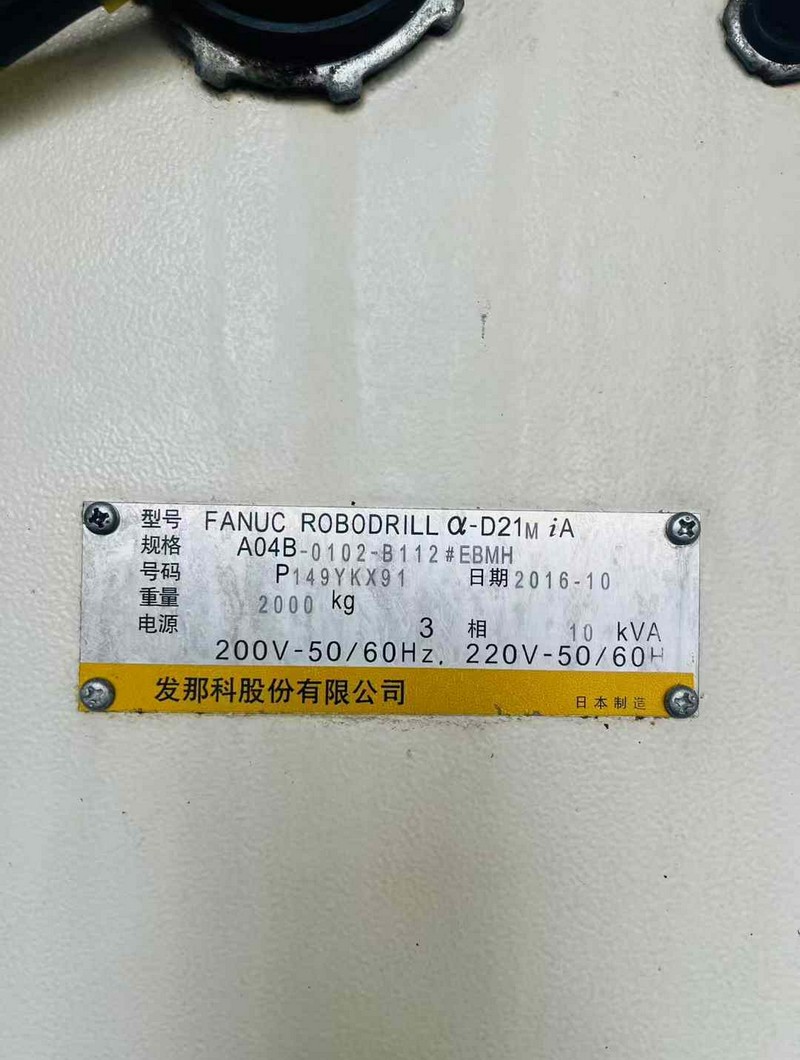 型号 FANUC ROBODRILL α-D21M iA
规格 A04B-0102-B112#EBMH
号码 P149YKX91 日期 2016-10
重量 2000 kg
电源 3 相 10 kVA
200V-50/60Hz, 220V-50/60H
发那科股份有限公司 日本制造